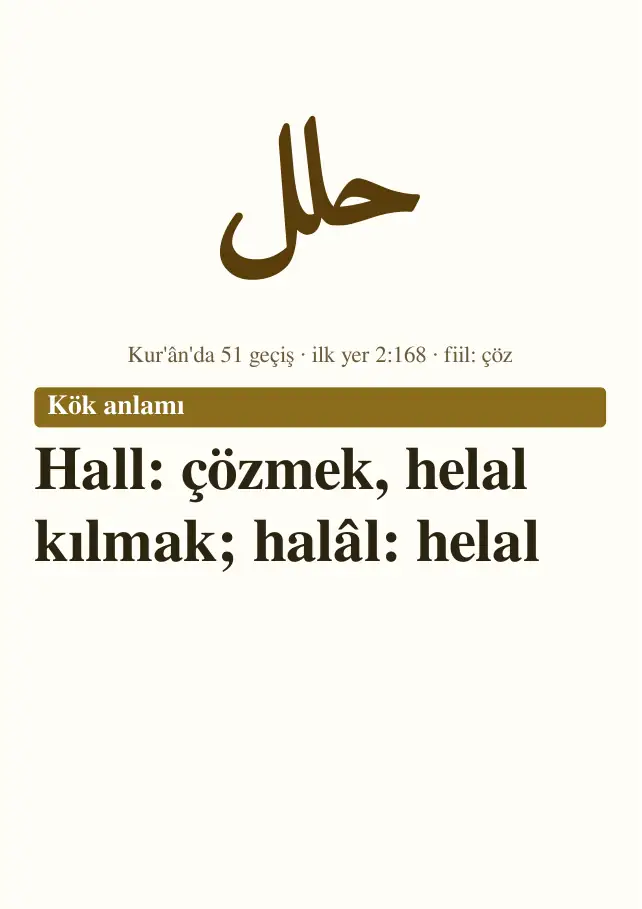 حلل
Kur'ân'da 51 geçiş · ilk yer 2:168 · fiil: çöz
Kök anlamı
Hall: çözmek, helal
kılmak; halâl: helal